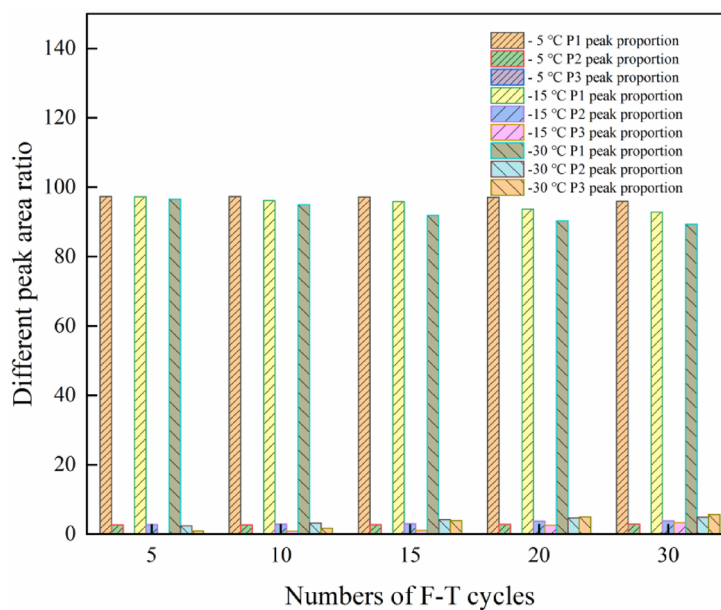 140
120
100
80
60
40
20
0
Different peak area ratio
- 5 ℃ P1 peak proportion
- 5 ℃ P2 peak proportion
- 5 ℃ P3 peak proportion
-15 ℃ P1 peak proportion
-15 ℃ P2 peak proportion
-15 ℃ P3 peak proportion
-30 ℃ P1 peak proportion
-30 ℃ P2 peak proportion
-30 ℃ P3 peak proportion
5 10 15 20 30
Numbers of F-T cycles